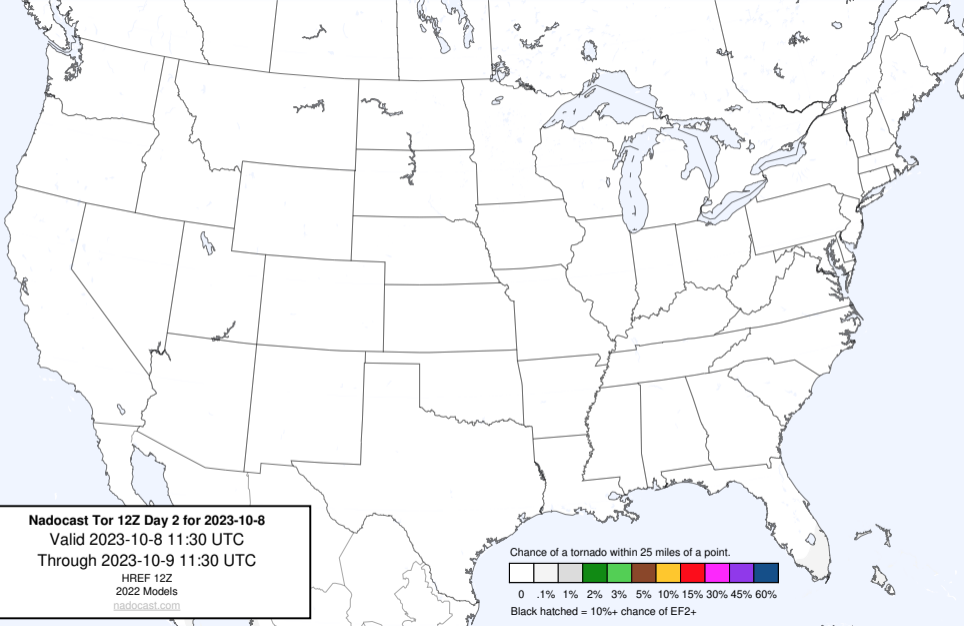 Nadocast Tor 12Z Day 2 for 2023-10-8
Valid 2023-10-8 11:30 UTC
Through 2023-10-9 11:30 UTC
HREF 12Z
2022 Models
nadocast.com
Chance of a tornado within 25 miles of a point.
0 .1% 1% 2% 3% 5% 10% 15% 30% 45% 60%
Black hatched = 10%+ chance of EF2+